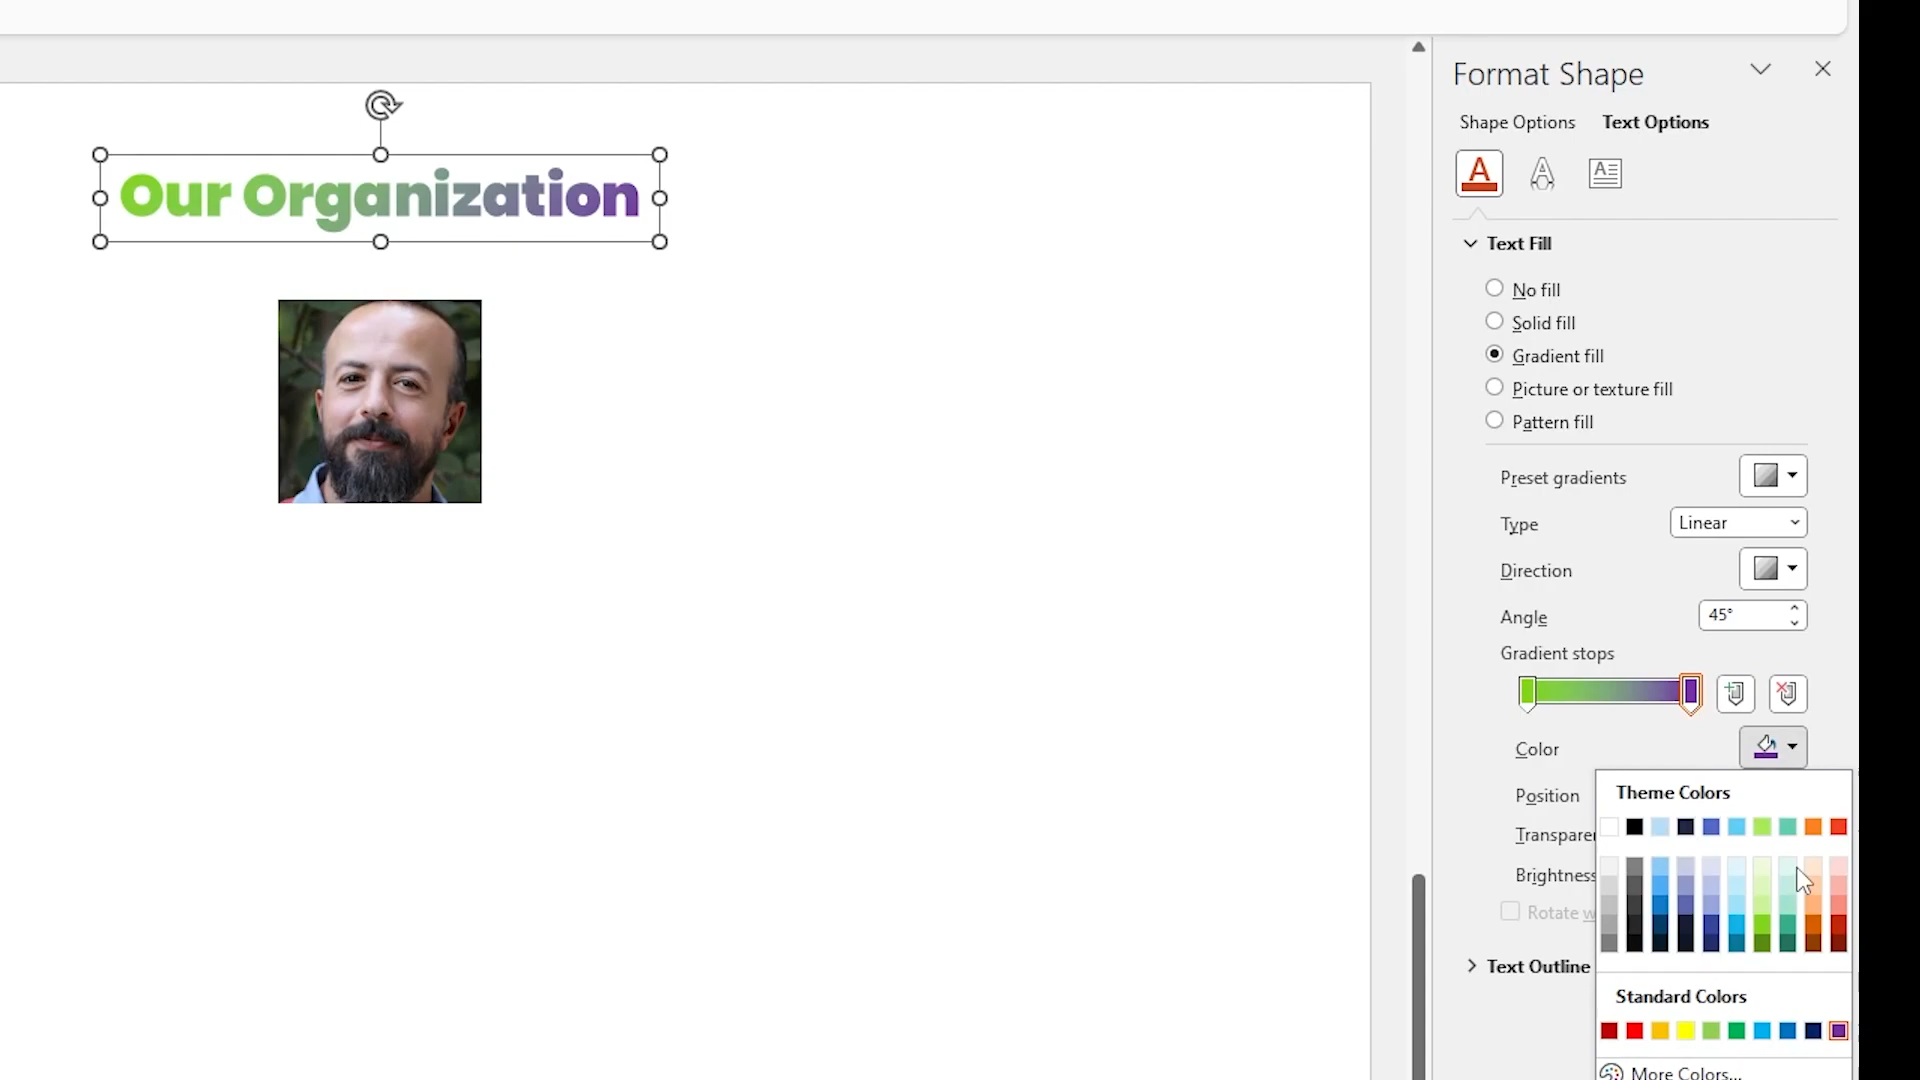 Format Shape
Shape Options Text Options
Our Organization
Text Fill
No fill
Solid fill
Gradient fill
Picture or texture fill
Pattern fill
Preset gradients
Type Linear
Direction
Angle 45°
Gradient stops
Color
Theme Colors
Position
Brightness
Rotate
Text Outline
Standard Colors
More Colors...